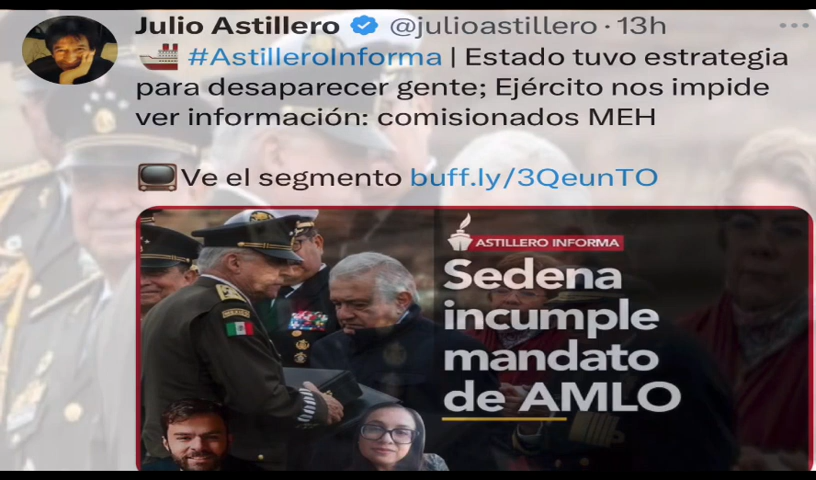 Julio Astillero @julioastillero · 13h
#AstilleroInforma | Estado tuvo estrategia
para desaparecer gente; Ejército nos impide
ver información: comisionados MEH
Ve el segmento buff.ly/3QeunTO
ASTILLERO INFORMA
Sedena
incumple
mandato
de AMLO
MEXICO